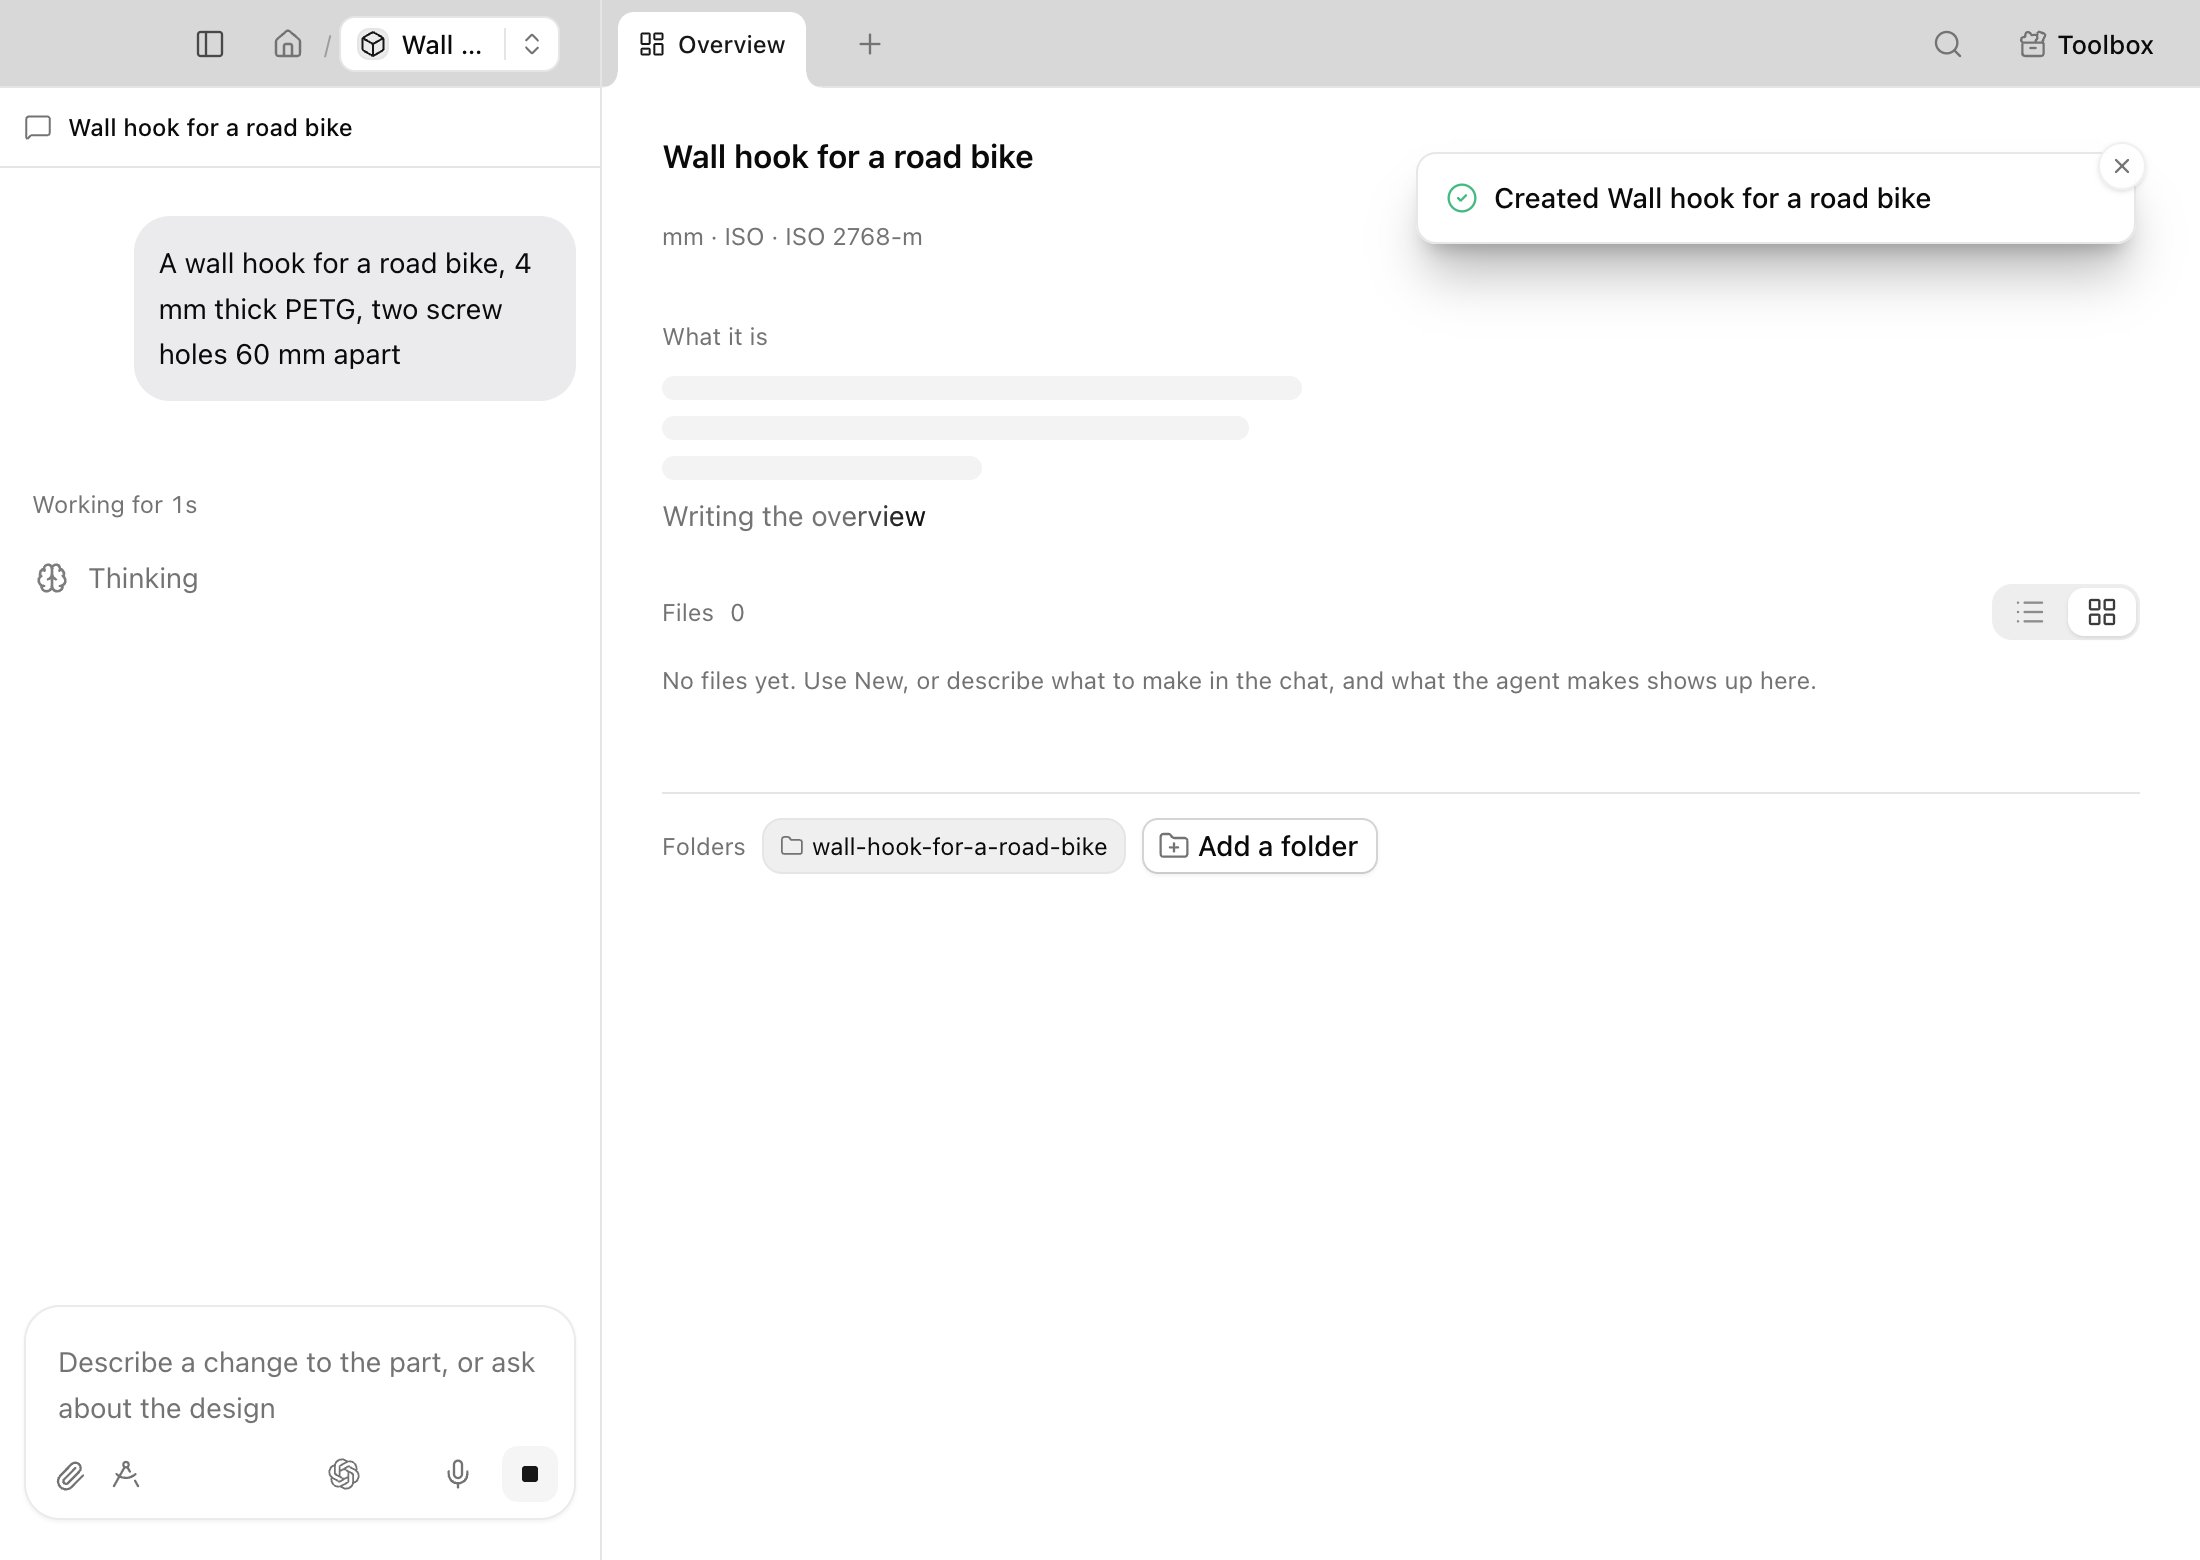 /
Wall ...
Overview
Toolbox
Wall hook for a road bike
A wall hook for a road bike, 4
mm thick PETG, two screw
holes 60 mm apart
Working for 1s
Thinking
Describe a change to the part, or ask
about the design
Wall hook for a road bike
mm · ISO · ISO 2768-m
Created Wall hook for a road bike
What it is
Writing the overview
Files 0
No files yet. Use New, or describe what to make in the chat, and what the agent makes shows up here.
Folders
wall-hook-for-a-road-bike
Add a folder